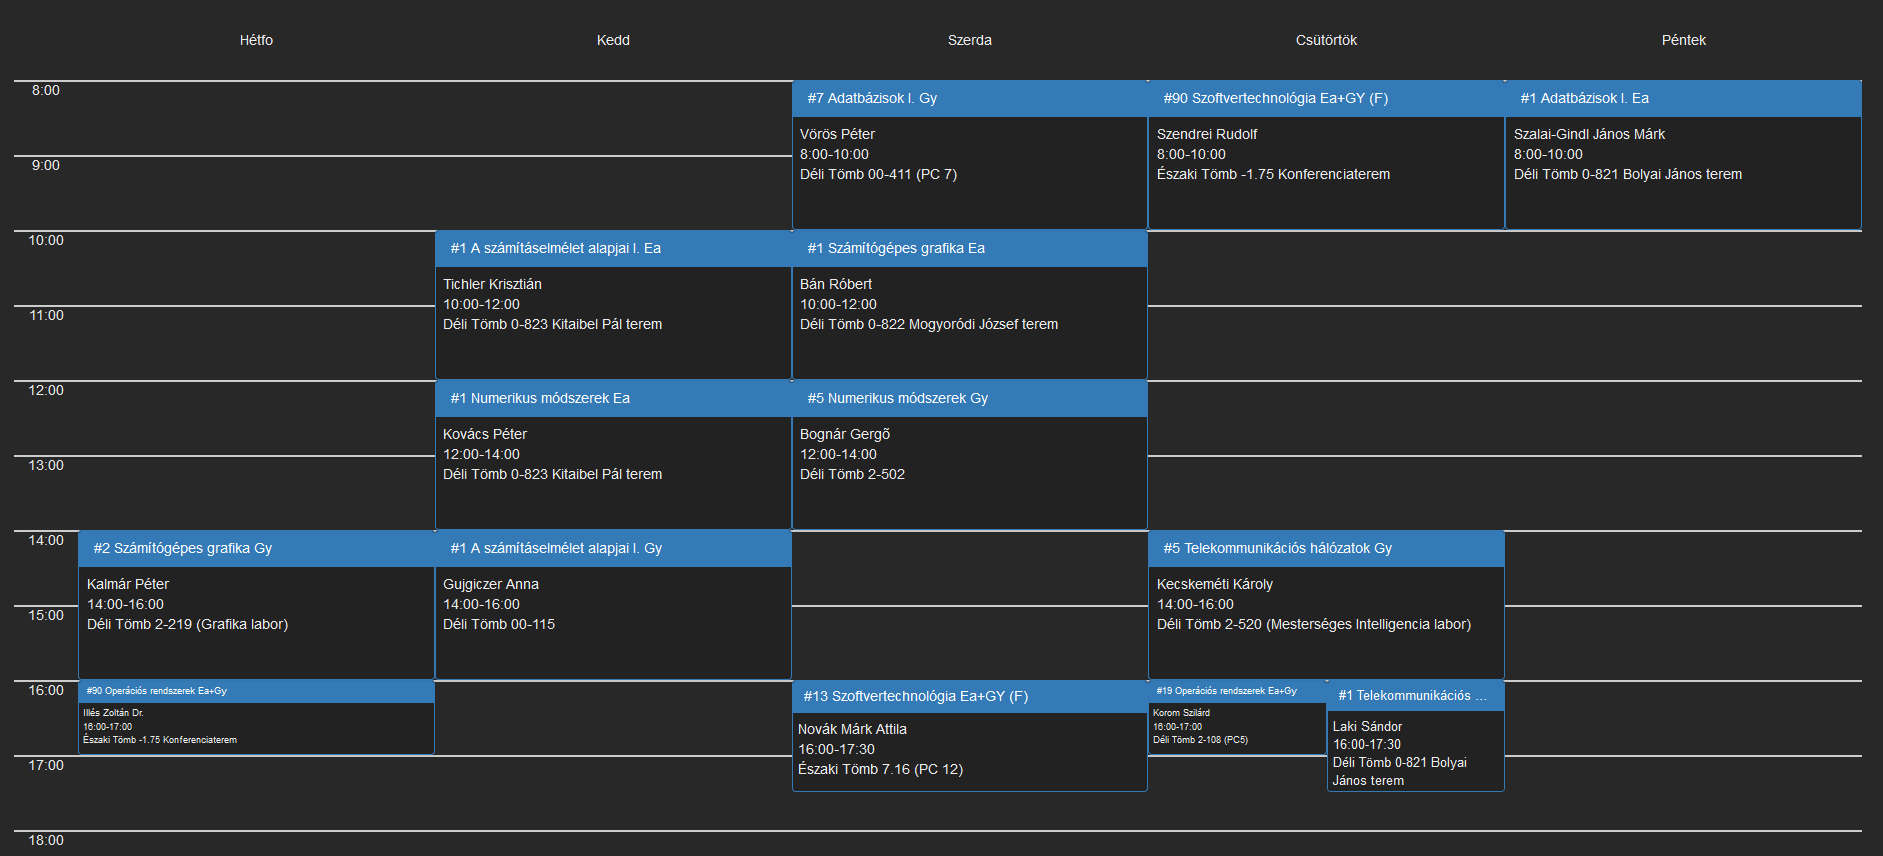 Hétfo
Kedd
Szerda
Csütörtök
Péntek
8:00
9:00
10:00
11:00
12:00
13:00
14:00
15:00
16:00
17:00
18:00
#2 Számítógépes grafika Gy
Kalmár Péter
14:00-16:00
Déli Tömb 2-219 (Grafika labor)
#90 Operációs rendszerek Ea+Gy
Illés Zoltán Dr.
16:00-17:00
Északi Tömb -1.75 Konferenciaterem
#1 A számításelmélet alapjai I. Ea
Tichler Krisztián
10:00-12:00
Déli Tömb 0-823 Kitaibel Pál terem
#1 Numerikus módszerek Ea
Kovács Péter
12:00-14:00
Déli Tömb 0-823 Kitaibel Pál terem
#1 A számításelmélet alapjai I. Gy
Gujgiczer Anna
14:00-16:00
Déli Tömb 00-115
#7 Adatbázisok I. Gy
Vörös Péter
8:00-10:00
Déli Tömb 00-411 (PC 7)
#1 Számítógépes grafika Ea
Bán Róbert
10:00-12:00
Déli Tömb 0-822 Mogyoródi József terem
#5 Numerikus módszerek Gy
Bognár Gergő
12:00-14:00
Déli Tömb 2-502
#13 Szoftvertechnológia Ea+GY (F)
Novák Márk Attila
16:00-17:30
Északi Tömb 7.16 (PC 12)
#90 Szoftvertechnológia Ea+GY (F)
Szendrei Rudolf
8:00-10:00
Északi Tömb -1.75 Konferenciaterem
#5 Telekommunikációs hálózatok Gy
Kecskeméti Károly
14:00-16:00
Déli Tömb 2-520 (Mesterséges Intelligencia labor)
#19 Operációs rendszerek Ea+Gy
Korom Szilárd
16:00-17:00
Déli Tömb 2-108 (PC5)
#1 Telekommunikációs ...
Laki Sándor
16:00-17:30
Déli Tömb 0-821 Bolyai
János terem
#1 Adatbázisok I. Ea
Szalai-Gindl János Márk
8:00-10:00
Déli Tömb 0-821 Bolyai János terem